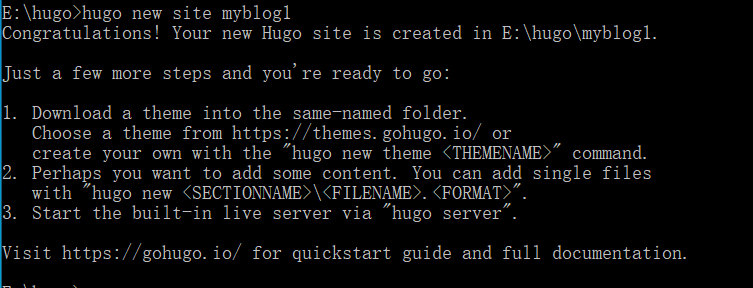 E:\hugo>hugo new site myblog1
Congratulations! Your new Hugo site is created in E:\hugo\myblog1.
Just a few more steps and you're ready to go:
1. Download a theme into the same-named folder.
Choose a theme from https://themes.gohugo.io/ or
create your own with the "hugo new theme <THEMENAME>" command.
2. Perhaps you want to add some content. You can add single files
with "hugo new <SECTIONNAME>\<FILENAME>.<FORMAT>".
3. Start the built-in live server via "hugo server".
Visit https://gohugo.io/ for quickstart guide and full documentation.